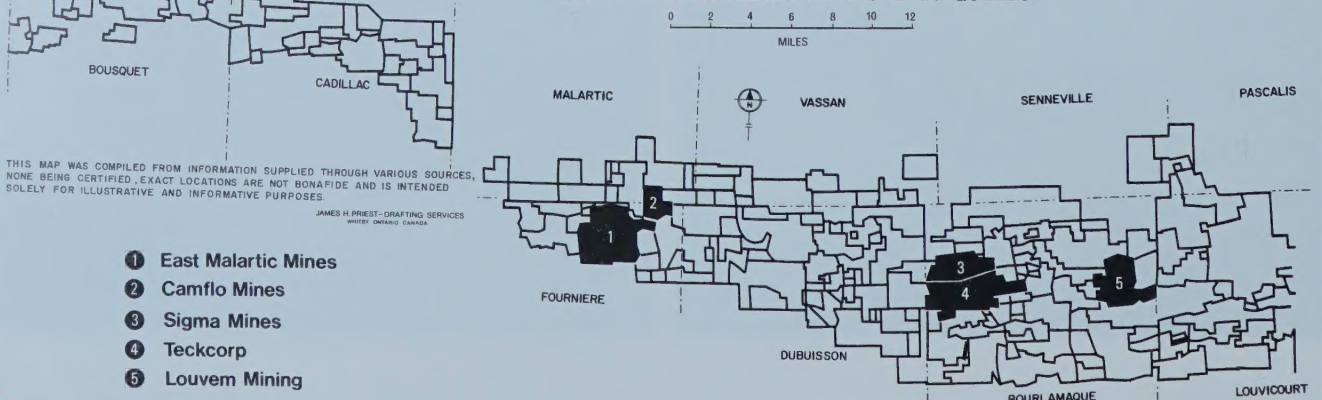 0 2 4 6 8 10 12
MILES
BOUSQUET
CADILLAC
MALARTIC
N
VASSAN
SENNEVILLE
PASCALIS
THIS MAP WAS COMPILED FROM INFORMATION SUPPLIED THROUGH VARIOUS SOURCES,
NONE BEING CERTIFIED, EXACT LOCATIONS ARE NOT BONAFIDE AND IS INTENDED
SOLELY FOR ILLUSTRATIVE AND INFORMATIVE PURPOSES.
JAMES H. PRIEST-DRAFTING SERVICES
WHITBY ONTARIO CANADA
2
1
3
4
5
1 East Malartic Mines
2 Camflo Mines
3 Sigma Mines
4 Teckcorp
5 Louvem Mining
FOURNIERE
DUBUISSON
BOURLAMAQUE
LOUVICOURT